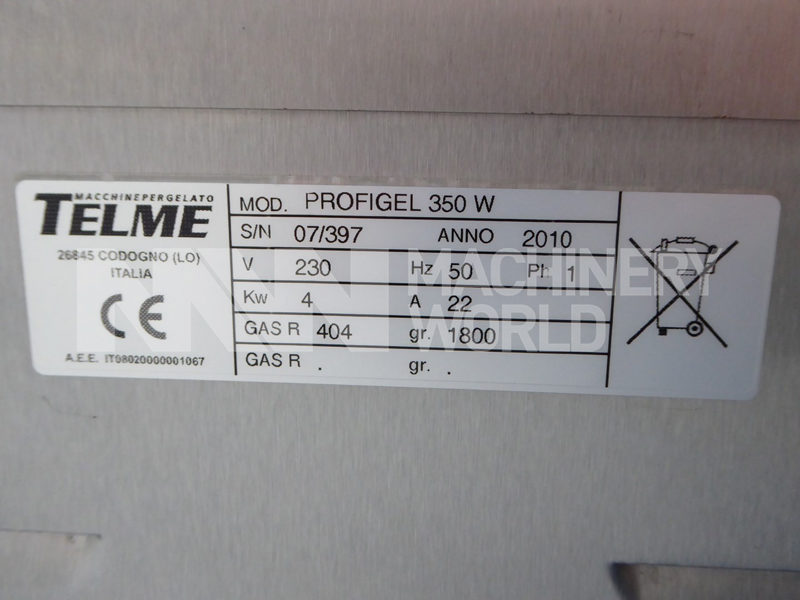 MACCHINEPERGELATO
TELME
26845 CODOGNO (LO)
ITALIA
CE
A.E.E. IT08020000001067
MOD. PROFIGEL 350 W
S/N 07/397 ANNO 2010
V 230 Hz 50 Ph 1
Kw 4 A 22
GAS R 404 gr. 1800
GAS R . gr. .
MACHINERY
WORLD